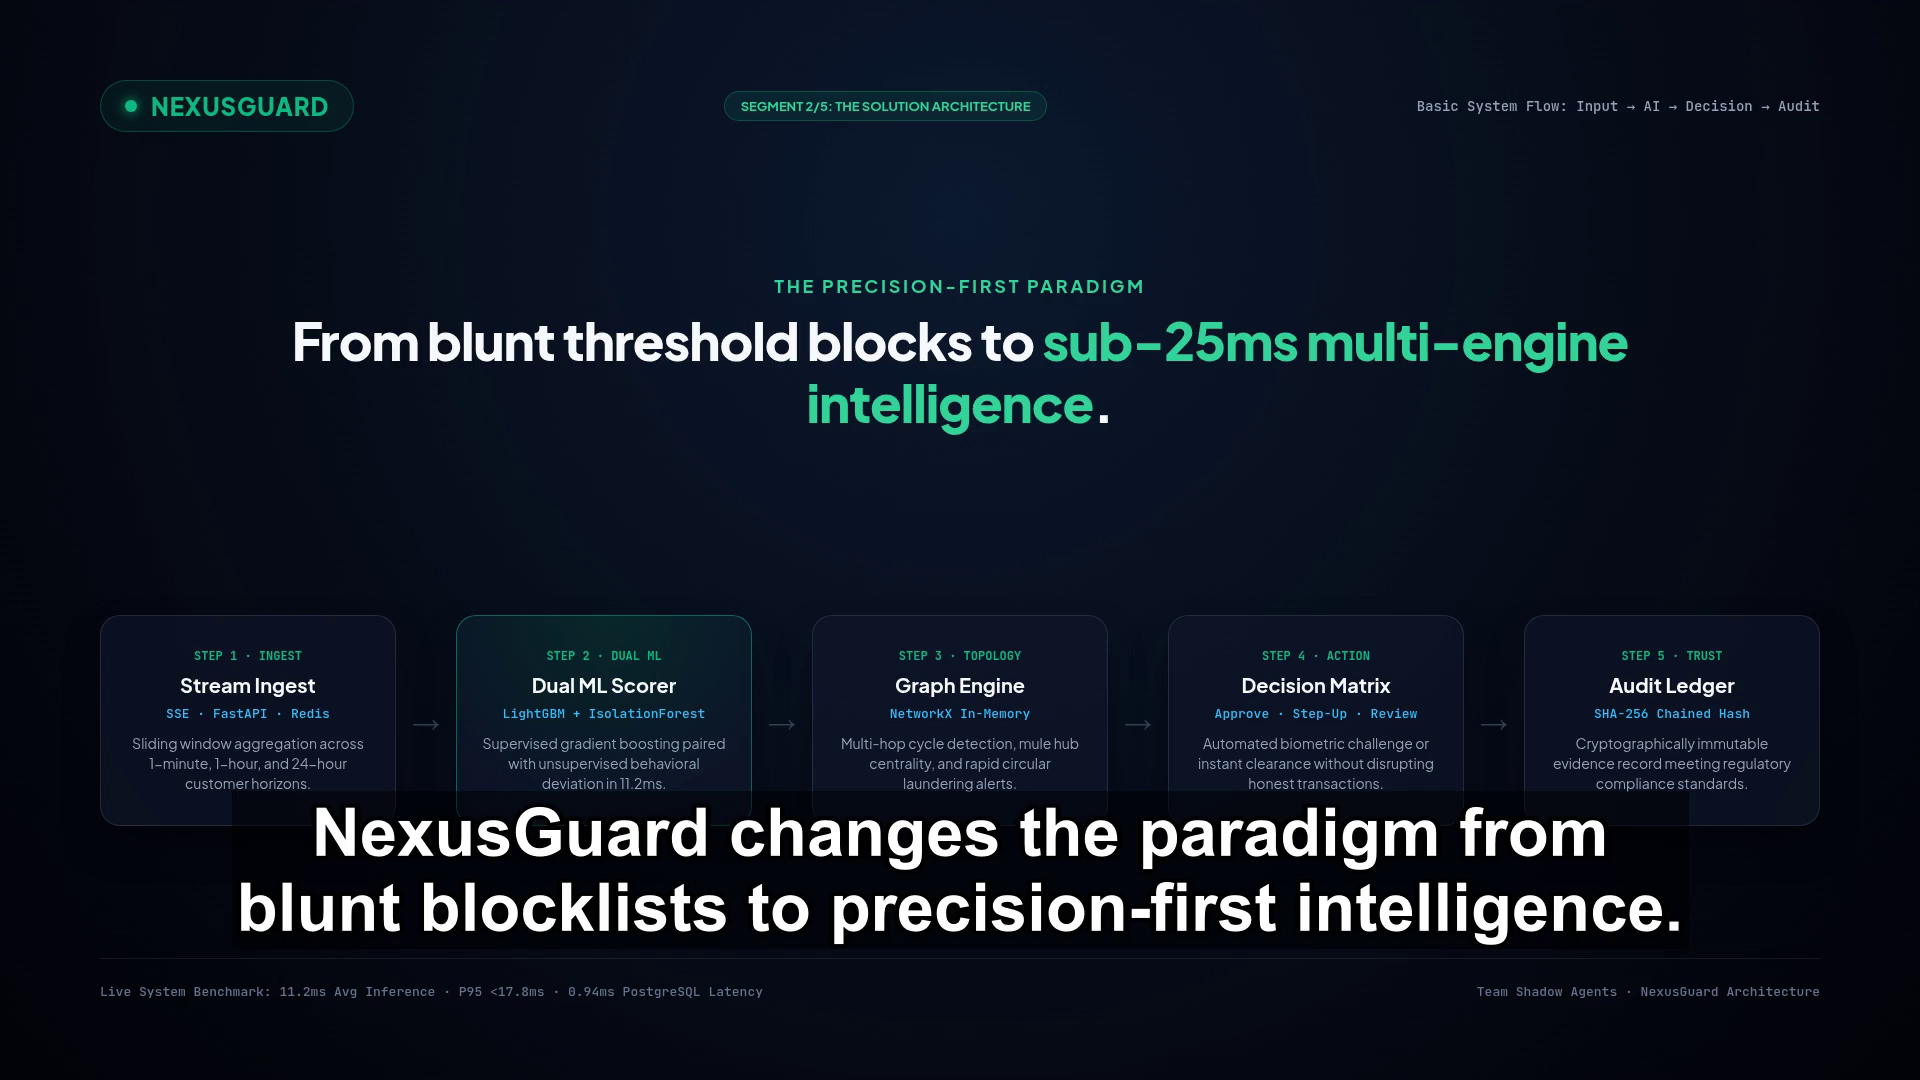 NEXUSGUARD
SEGMENT 2/5: THE SOLUTION ARCHITECTURE
Basic System Flow: Input → AI → Decision → Audit
THE PRECISION-FIRST PARADIGM
From blunt threshold blocks to sub-25ms multi-engine
intelligence.
STEP 1 · INGEST
Stream Ingest
SSE · FastAPI · Redis
Sliding window aggregation across
1-minute, 1-hour, and 24-hour
customer horizons.
→
STEP 2 · DUAL ML
Dual ML Scorer
LightGBM + IsolationForest
Supervised gradient boosting paired
with unsupervised behavioral
deviation in 11.2ms.
→
STEP 3 · TOPOLOGY
Graph Engine
NetworkX In-Memory
Multi-hop cycle detection, mule hub
centrality, and rapid circular
laundering alerts.
→
STEP 4 · ACTION
Decision Matrix
Approve · Step-Up · Review
Automated biometric challenge or
instant clearance without disrupting
honest transactions.
→
STEP 5 · TRUST
Audit Ledger
SHA-256 Chained Hash
Cryptographically immutable
evidence record meeting regulatory
compliance standards.
NexusGuard changes the paradigm from
blunt blocklists to precision-first intelligence.
Live System Benchmark: 11.2ms Avg Inference · P95 <17.8ms · 0.94ms PostgreSQL Latency
Team Shadow Agents · NexusGuard Architecture